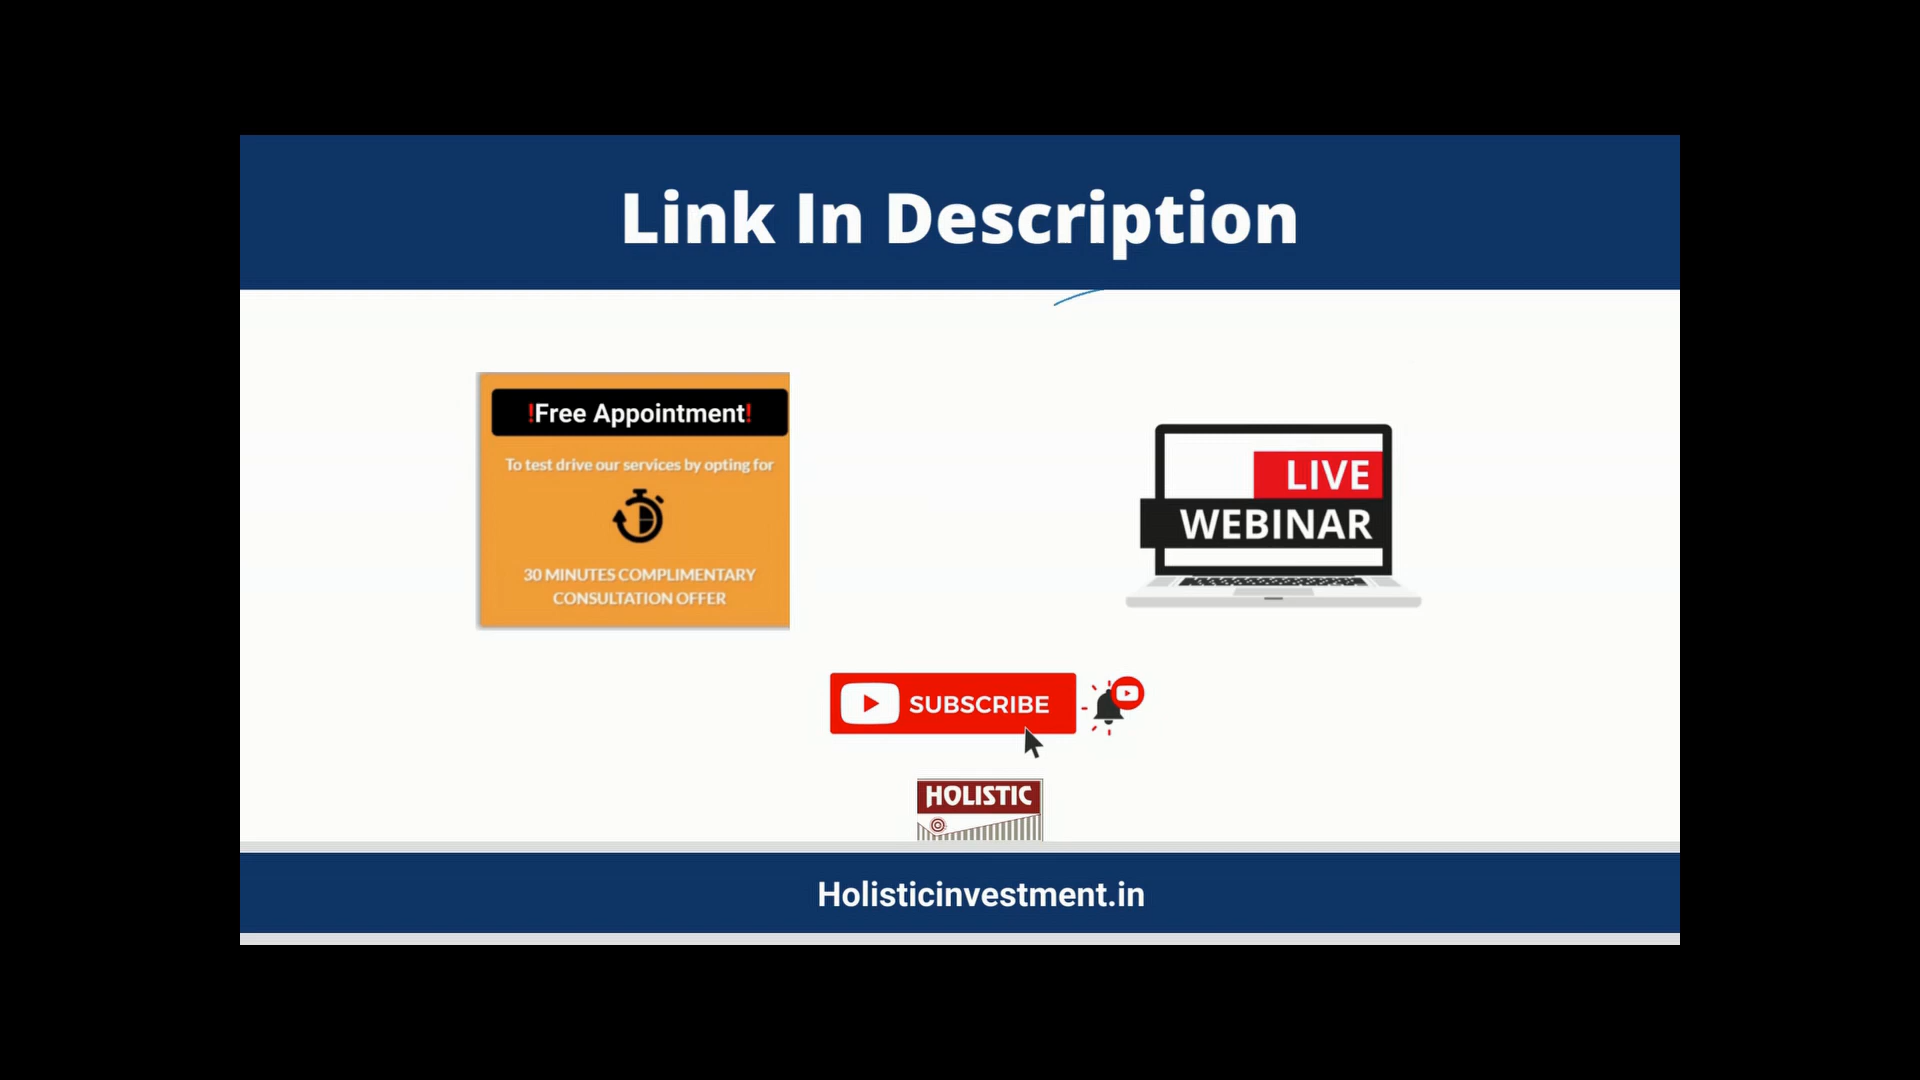 Link In Description
!Free Appointment!
To test drive our services by opting for
30 MINUTES COMPLIMENTARY
CONSULTATION OFFER
LIVE
WEBINAR
SUBSCRIBE
HOLISTIC
Holisticinvestment.in